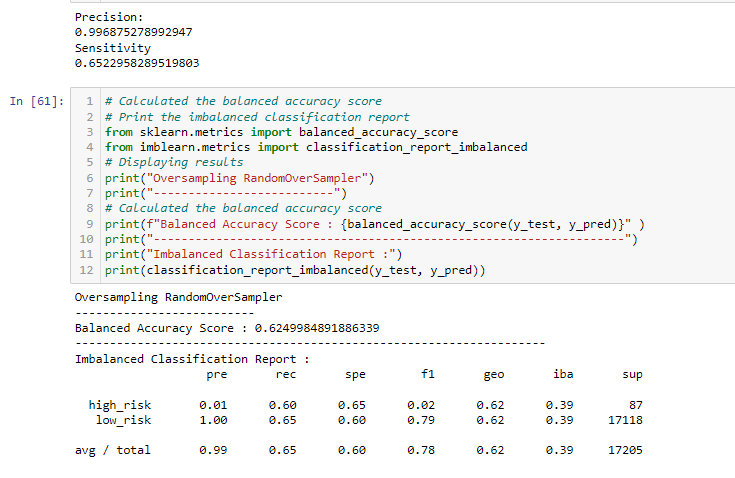 Precision:
0.996875278992947
Sensitivity
0.6522958289519803
In [61]:
1 # Calculated the balanced accuracy score
2 # Print the imbalanced classification report
3 from sklearn.metrics import balanced_accuracy_score
4 from imblearn.metrics import classification_report_imbalanced
5 # Displaying results
6 print("Oversampling RandomOverSampler")
7 print("--------------------------")
8 # Calculated the balanced accuracy score
9 print(f"Balanced Accuracy Score : {balanced_accuracy_score(y_test, y_pred)}" )
10 print("--------------------------------------------------------------------")
11 print("Imbalanced Classification Report :")
12 print(classification_report_imbalanced(y_test, y_pred))
Oversampling RandomOverSampler
--------------------------
Balanced Accuracy Score : 0.6249984891886339
--------------------------------------------------------------------
Imbalanced Classification Report :
pre rec spe f1 geo iba sup
high_risk 0.01 0.60 0.65 0.02 0.62 0.39 87
low_risk 1.00 0.65 0.60 0.79 0.62 0.39 17118
avg / total 0.99 0.65 0.60 0.78 0.62 0.39 17205